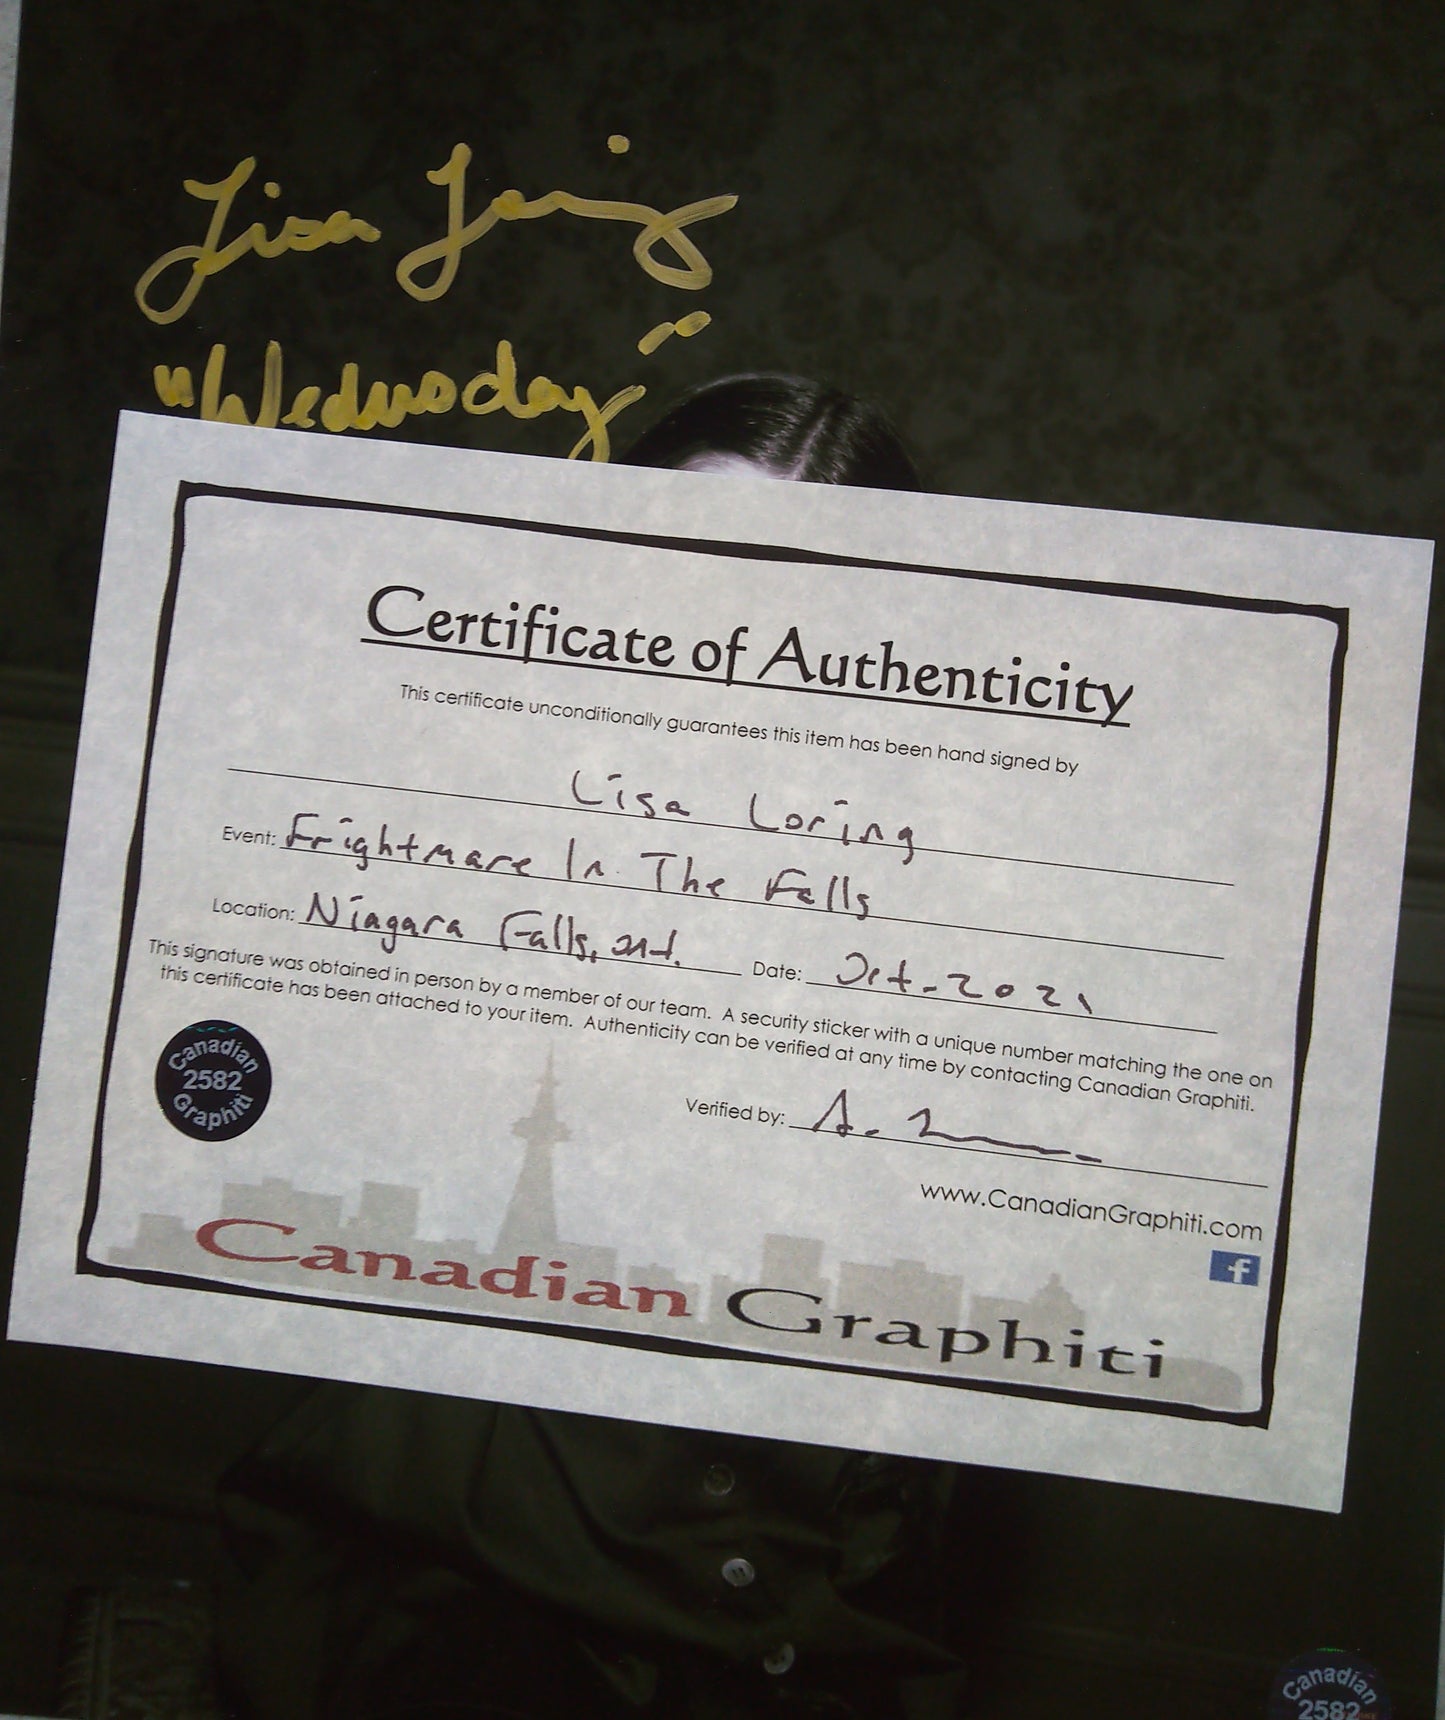 Lisa Loring
"Wednesday"
Certificate of Authenticity
This certificate unconditionally guarantees this item has been hand signed by
Lisa Loring
Event: Frightmare In The Falls
Location: Niagara Falls, Ont. Date: Oct. 2021
This signature was obtained in person by a member of our team. A security sticker with a unique number matching the one on
this certificate has been attached to your item. Authenticity can be verified at any time by contacting Canadian Graphiti.
Canadian
2582
Graphiti
Verified by:
www.CanadianGraphiti.com
f
Canadian Graphiti
Canadian
2582